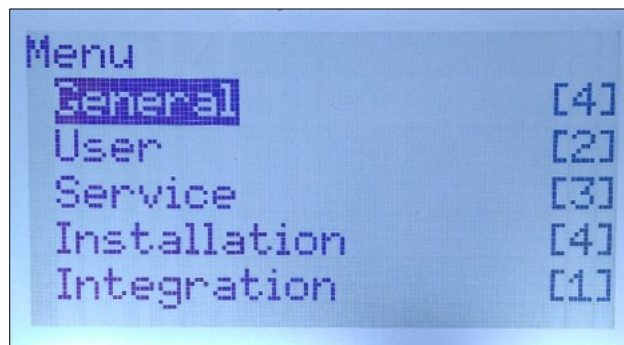 Menu
General [4]
User [2]
Service [3]
Installation [4]
Integration [1]